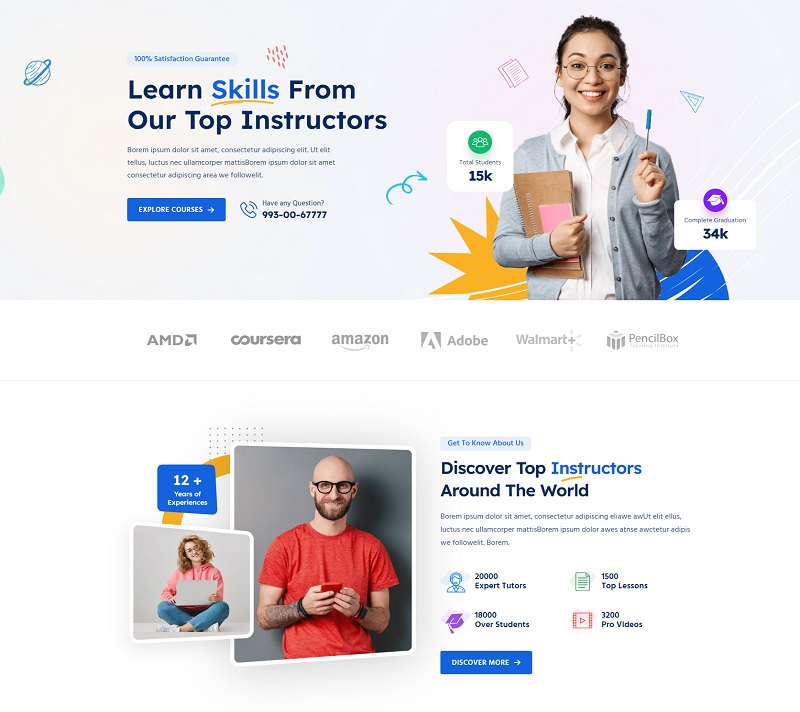 100% Satisfaction Guarantee
Learn Skills From
Our Top Instructors
Borem ipsum dolor sit amet, consectetur adipiscing elit. Ut elit
tellus, luctus nec ullamcorper mattisBorem ipsum dolor sit amet
consectetur adipiscing area we followelit.
EXPLORE COURSES
Have any Question?
993-00-67777
Total Students
15k
Complete Graduation
34k
AMD
coursera
amazon
Adobe
Walmart+
PencilBox
Training Institute
12 +
Years of
Experiences
Get To Know About Us
Discover Top Instructors
Around The World
Borem ipsum dolor sit amet, consectetur adipiscing eliawe awUt elit ellus,
luctus nec ullamcorper mattisBorem ipsum dolor awes atnse awctetur adipis
we followelit. Borem.
20000
Expert Tutors
1500
Top Lessons
18000
Over Students
3200
Pro Videos
DISCOVER MORE